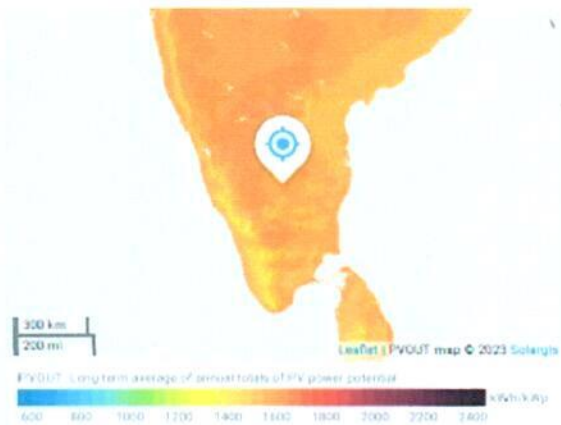 300 km
200 mi
Leaflet | PVOUT map © 2023 Solargis
PVOUT: Long term average of annual totals of PV power potential
kWh/kWp
600 800 1000 1200 1400 1600 1800 2000 2200 2400